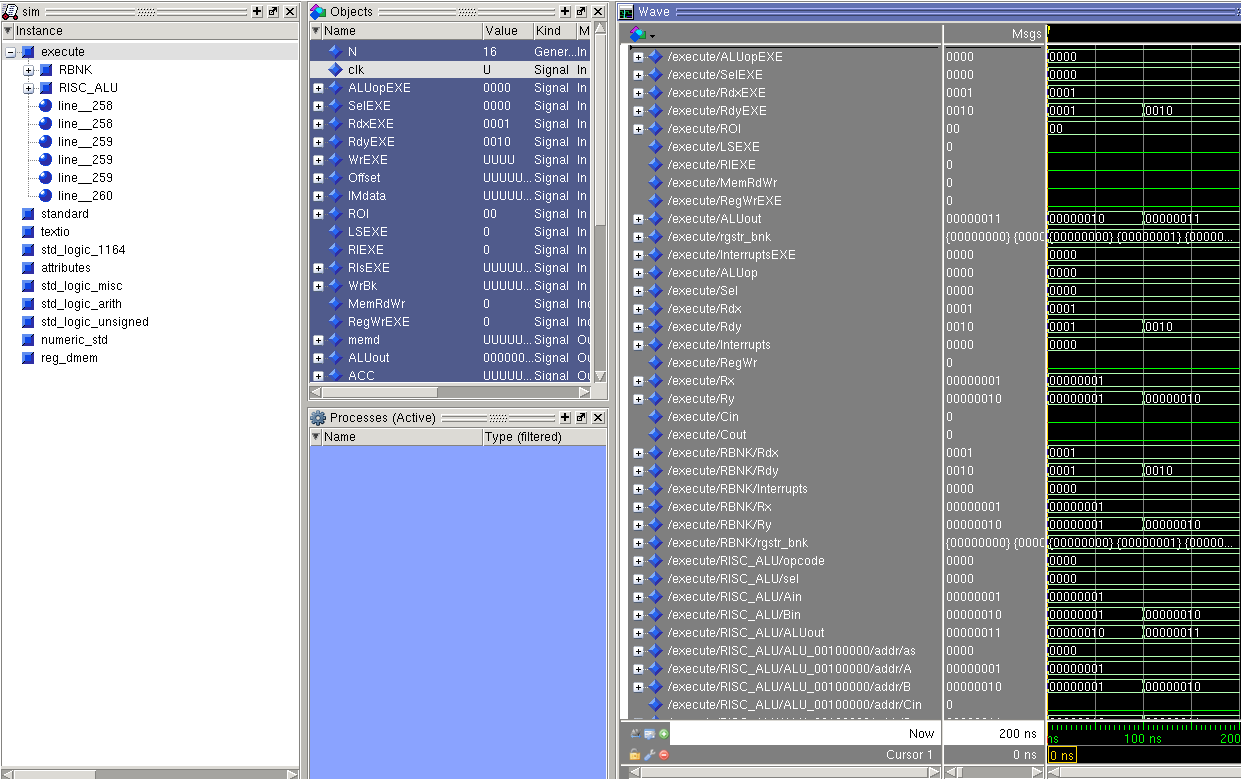 sim
Instance
execute
RBNK
RISC_ALU
line__258
line__258
line__259
line__259
line__259
line__260
standard
textio
std_logic_1164
attributes
std_logic_misc
std_logic_arith
std_logic_unsigned
numeric_std
reg_dmem
Objects
Name Value Kind M
N 16 Gener... In
clk U Signal In
ALUopEXE 0000 Signal In
SelEXE 0000 Signal In
RdxEXE 0001 Signal In
RdyEXE 0010 Signal In
WrEXE UUUU Signal In
Offset UUUUU... Signal In
IMdata UUUUU... Signal In
ROI 00 Signal In
LSEXE 0 Signal In
RIEXE 0 Signal In
RIsEXE UUUUU... Signal In
WrBk UUUUU... Signal In
MemRdWr 0 Signal Inc
RegWrEXE 0 Signal Inc
memd UUUUU... Signal Ou
ALUout 000000... Signal Ou
ACC UUUUU... Signal Ou
Processes (Active)
Name Type (filtered)
Wave
Msgs
/execute/ALUopEXE 0000 0000
/execute/SelEXE 0000 0000
/execute/RdxEXE 0001 0001
/execute/RdyEXE 0010 0001 0010
/execute/ROI 00 00
/execute/LSEXE 0
/execute/RIEXE 0
/execute/MemRdWr 0
/execute/RegWrEXE 0
/execute/ALUout 00000011 00000010 00000011
/execute/rgstr_bnk {00000000} {0000 {00000000} {00000001} {00000...
/execute/InterruptsEXE 0000 0000
/execute/ALUop 0000 0000
/execute/Sel 0000 0000
/execute/Rdx 0001 0001
/execute/Rdy 0010 0001 0010
/execute/Interrupts 0000 0000
/execute/RegWr 0
/execute/Rx 00000001 00000001
/execute/Ry 00000010 00000001 00000010
/execute/Cin 0
/execute/Cout 0
/execute/RBNK/Rdx 0001 0001
/execute/RBNK/Rdy 0010 0001 0010
/execute/RBNK/Interrupts 0000 0000
/execute/RBNK/Rx 00000001 00000001
/execute/RBNK/Ry 00000010 00000001 00000010
/execute/RBNK/rgstr_bnk {00000000} {0000 {00000000} {00000001} {00000...
/execute/RISC_ALU/opcode 0000 0000
/execute/RISC_ALU/sel 0000 0000
/execute/RISC_ALU/Ain 00000001 00000001
/execute/RISC_ALU/Bin 00000010 00000001 00000010
/execute/RISC_ALU/ALUout 00000011 00000010 00000011
/execute/RISC_ALU/ALU_00100000/addr/as 0000 0000
/execute/RISC_ALU/ALU_00100000/addr/A 00000001 00000001
/execute/RISC_ALU/ALU_00100000/addr/B 00000010 00000001 00000010
/execute/RISC_ALU/ALU_00100000/addr/Cin 0
Now 200 ns ns 100 ns 200
Cursor 1 0 ns 0 ns